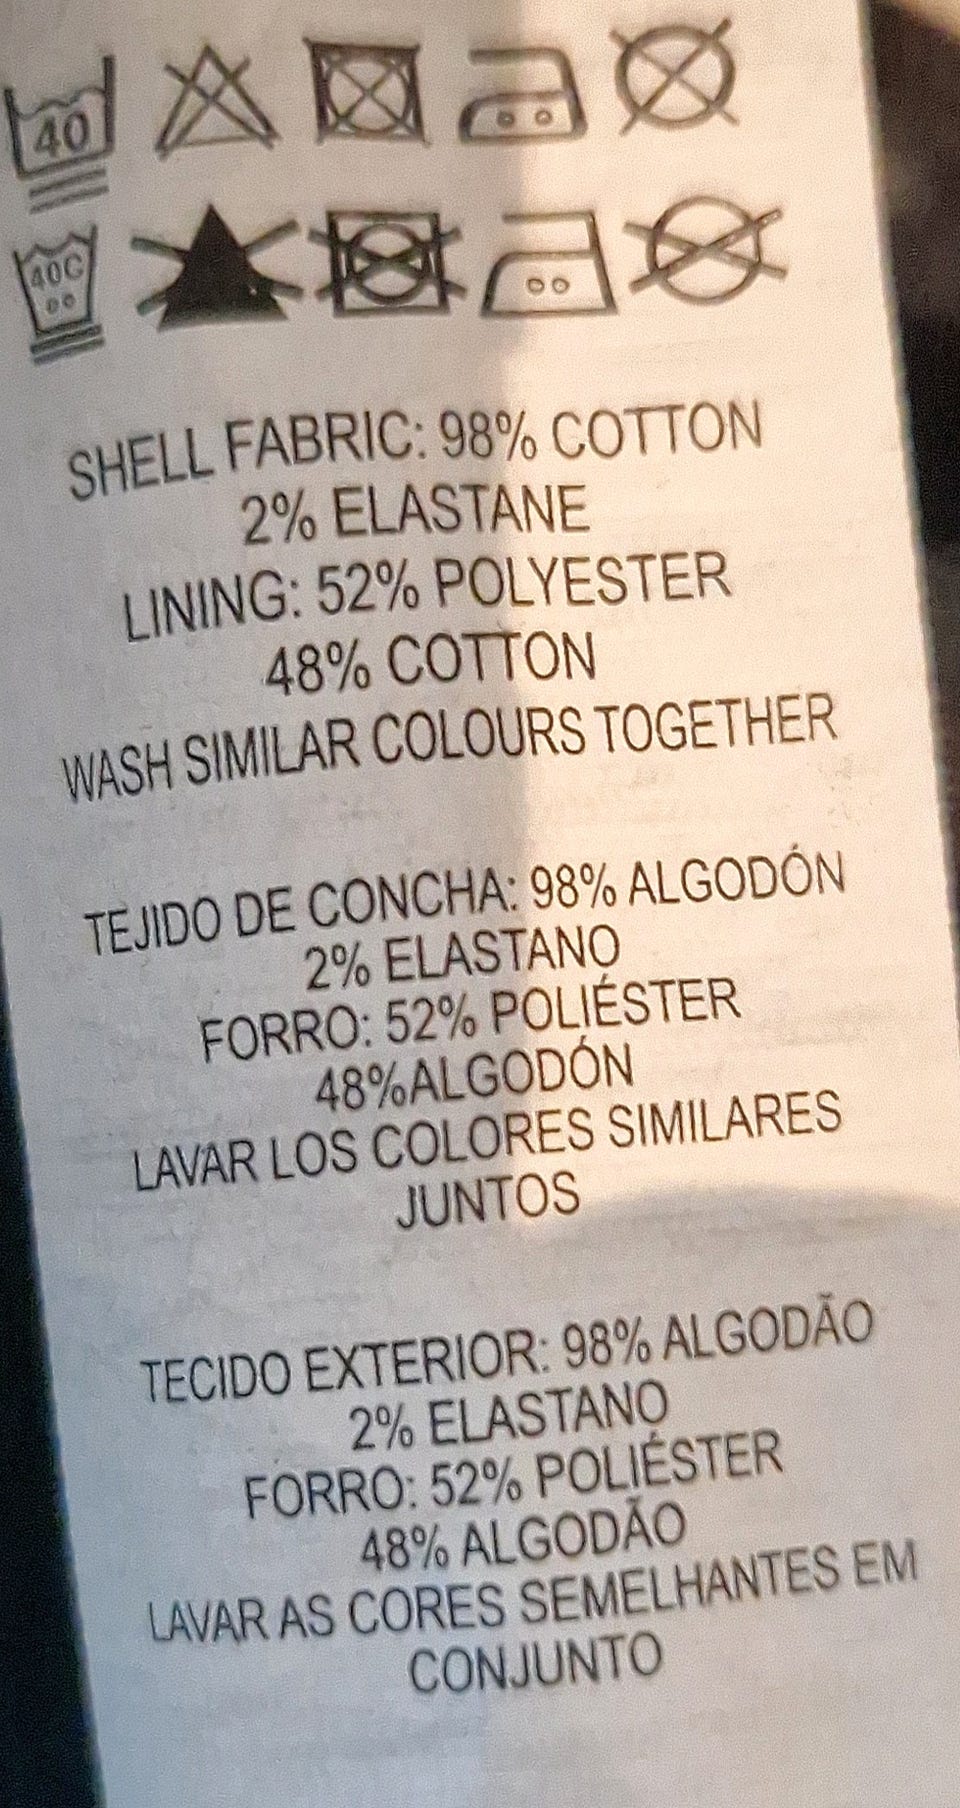 40
40C
SHELL FABRIC: 98% COTTON
2% ELASTANE
LINING: 52% POLYESTER
48% COTTON
WASH SIMILAR COLOURS TOGETHER
TEJIDO DE CONCHA: 98% ALGODÓN
2% ELASTANO
FORRO: 52% POLIÉSTER
48%ALGODÓN
LAVAR LOS COLORES SIMILARES
JUNTOS
TECIDO EXTERIOR: 98% ALGODÃO
2% ELASTANO
FORRO: 52% POLIÉSTER
48% ALGODÃO
LAVAR AS CORES SEMELHANTES EM
CONJUNTO